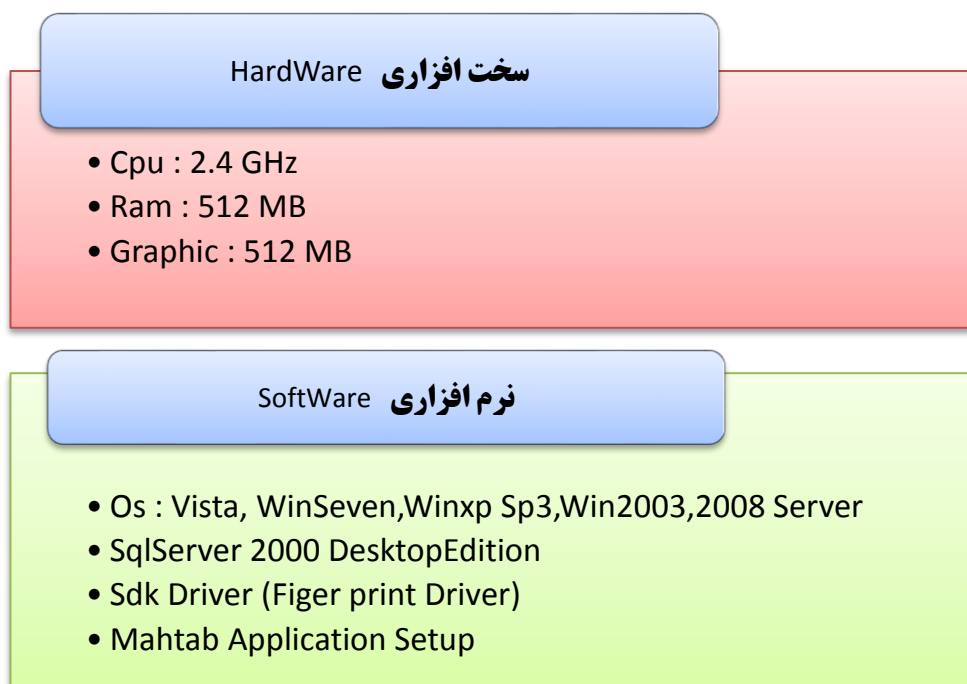 سخت افزاری HardWare
• Cpu : 2.4 GHz
• Ram : 512 MB
• Graphic : 512 MB
نرم افزاری SoftWare
• Os : Vista, WinSeven,Winxp Sp3,Win2003,2008 Server
• SqlServer 2000 DesktopEdition
• Sdk Driver (Figer print Driver)
• Mahtab Application Setup